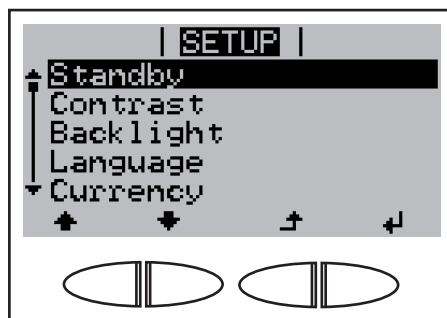 SETUP
Standby
Contrast
Backlight
Language
Currency